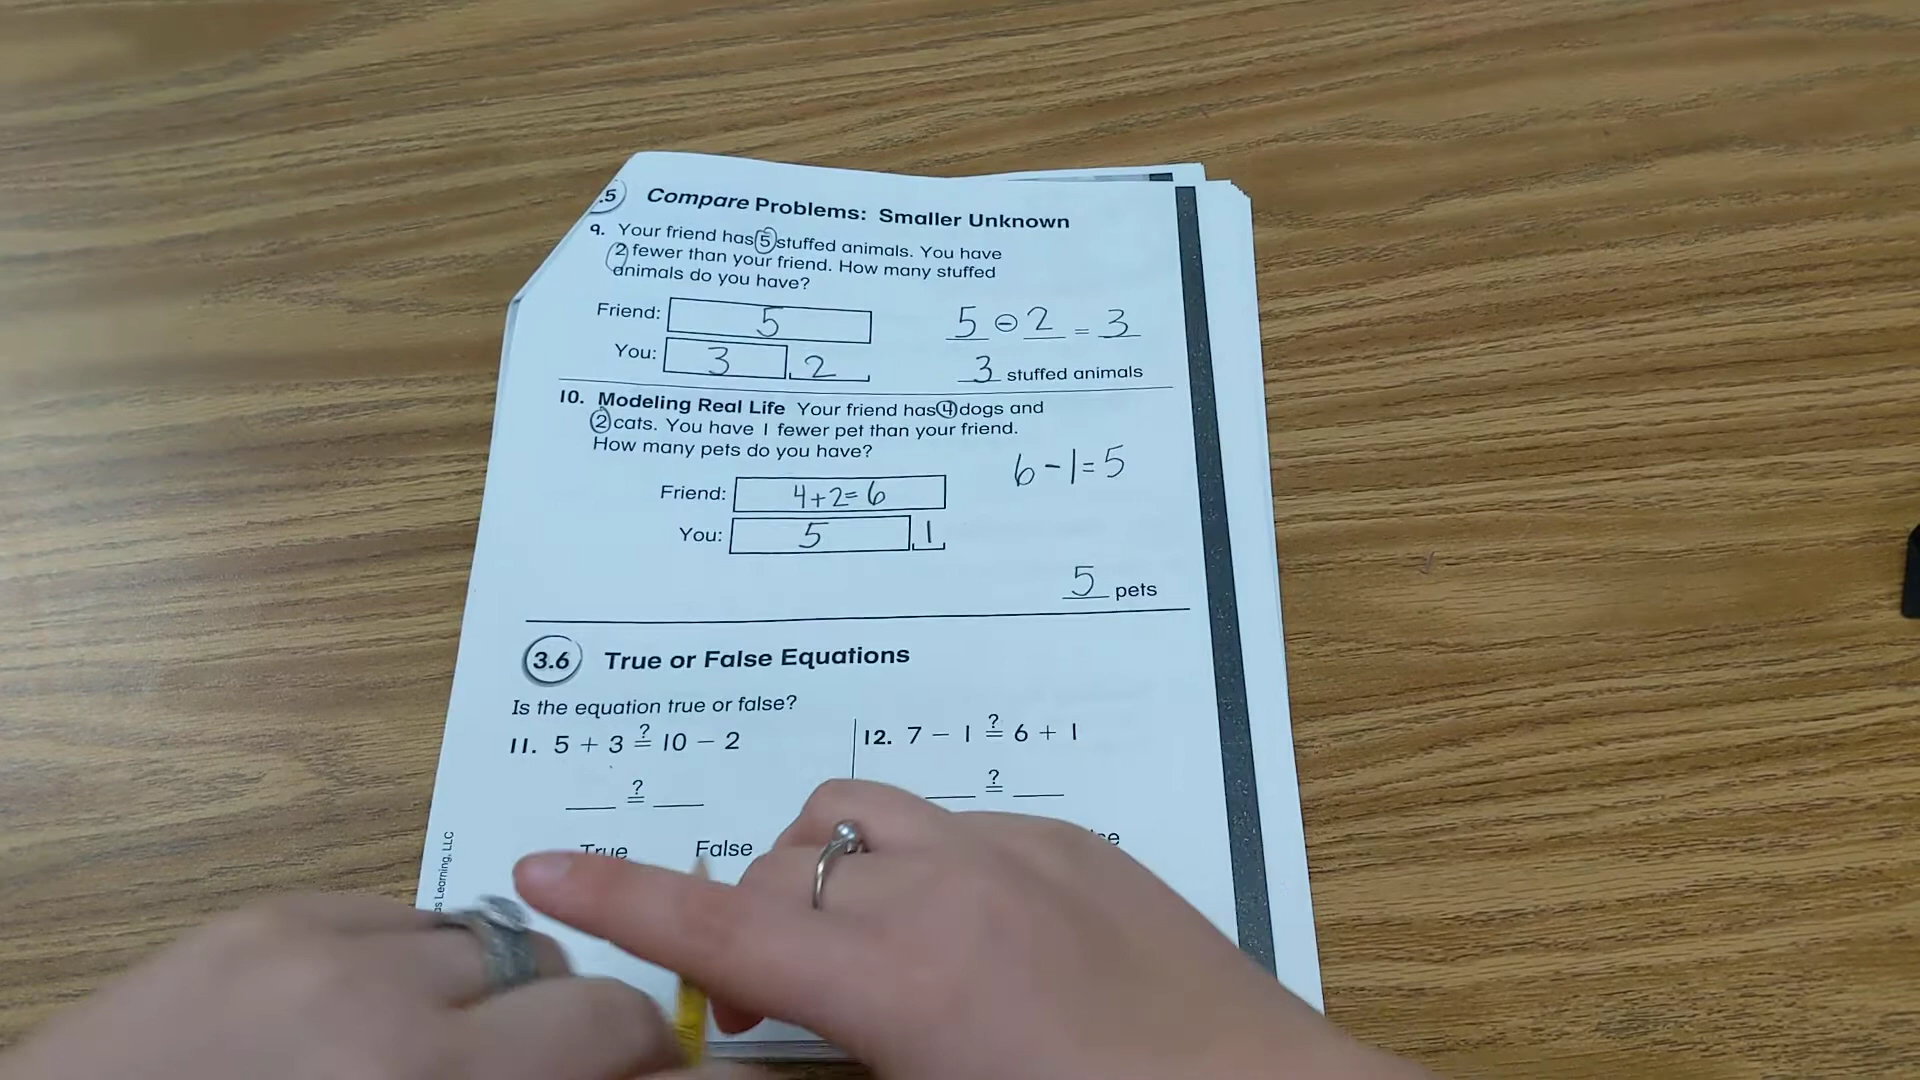 .5 Compare Problems: Smaller Unknown
9. Your friend has 5 stuffed animals. You have
2 fewer than your friend. How many stuffed
animals do you have?
Friend: 5
5 - 2 = 3
You: 3 2
3 stuffed animals
10. Modeling Real Life Your friend has 4 dogs and
2 cats. You have 1 fewer pet than your friend.
How many pets do you have?
6-1=5
Friend: 4+2=6
You: 5 1
5 pets
3.6 True or False Equations
Is the equation true or false?
11. 5 + 3 ≟ 10 − 2
12. 7 − 1 ≟ 6 + 1
___ ≟ ___
___ ≟ ___
True False
as Learning, LLC